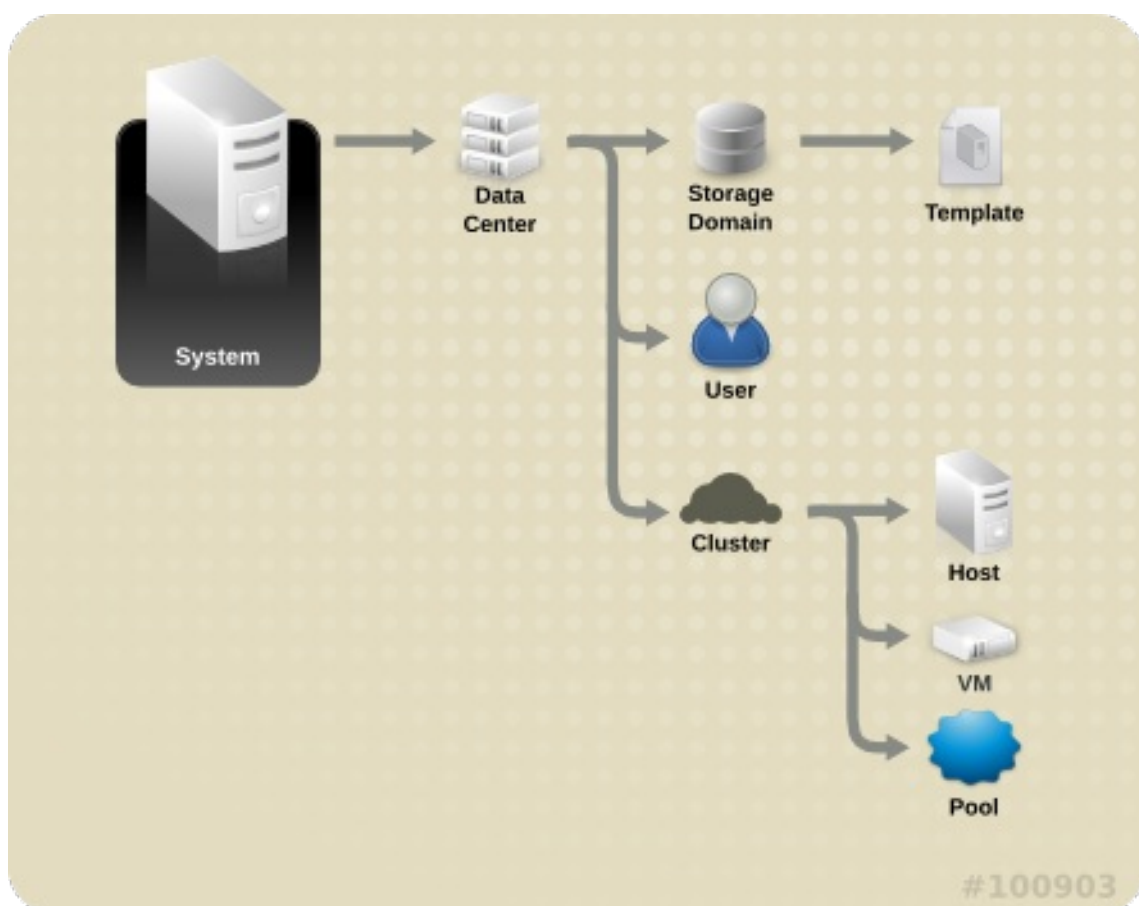 System
Data
Center
Storage
Domain
Template
User
Cluster
Host
VM
Pool
#100903